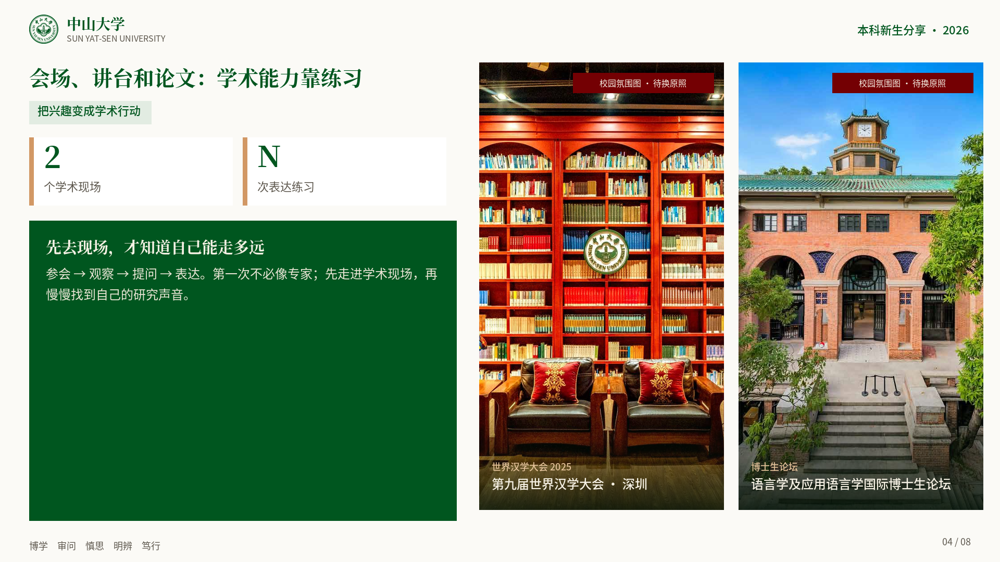 中山大学
SUN YAT-SEN UNIVERSITY
本科新生分享 · 2026
会场、讲台和论文：学术能力靠练习
把兴趣变成学术行动
2
个学术现场
N
次表达练习
先去现场，才知道自己能走多远
参会 → 观察 → 提问 → 表达。第一次不必像专家；先走进学术现场，再
慢慢找到自己的研究声音。
校园氛围图 · 待换原照
中山大学
SUN YAT-SEN UNIVERSITY
世界汉学大会 2025
第九届世界汉学大会 · 深圳
校园氛围图 · 待换原照
博士生论坛
语言学及应用语言学国际博士生论坛
博学 审问 慎思 明辨 笃行
04 / 08